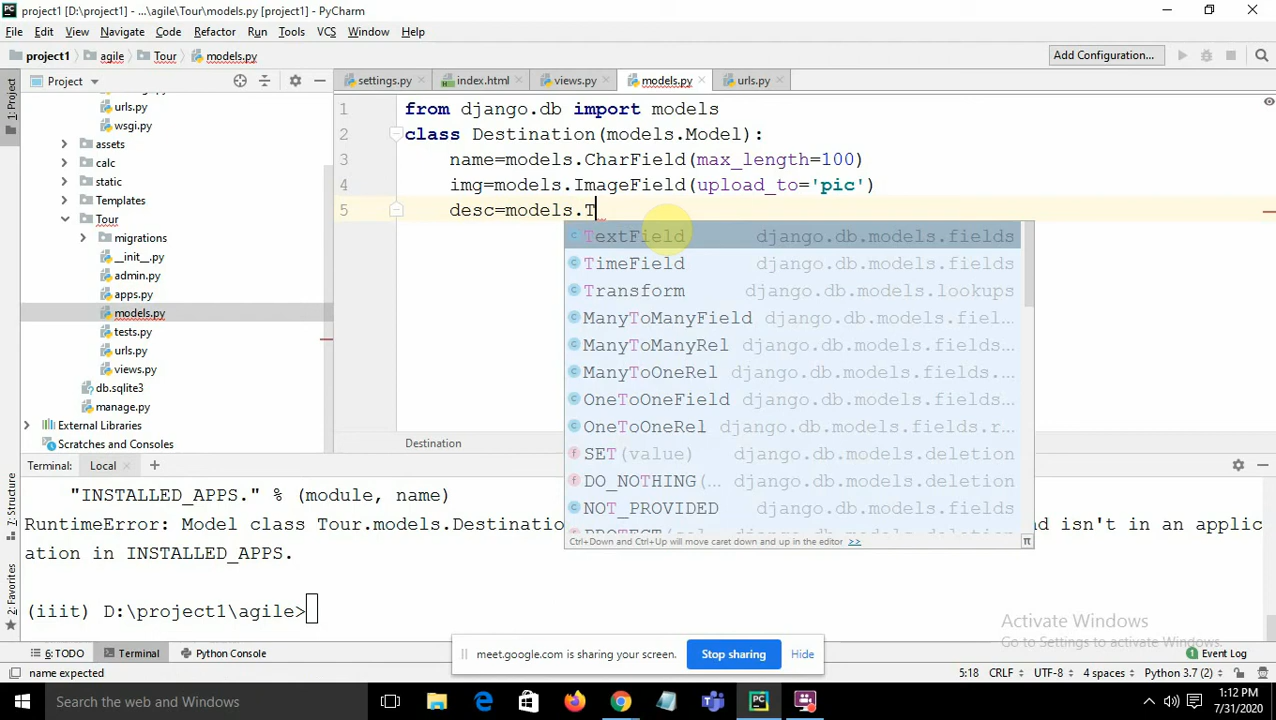 project1 [D:\project1] - ...\agile\Tour\models.py [project1] - PyCharm
File Edit View Navigate Code Refactor Run Tools VCS Window Help
project1 agile Tour models.py Add Configuration...
1: Project
Project
settings.py index.html views.py models.py urls.py
urls.py
wsgi.py
assets
calc
static
Templates
Tour
migrations
__init__.py
admin.py
apps.py
models.py
tests.py
urls.py
views.py
db.sqlite3
manage.py
External Libraries
Scratches and Consoles
1 from django.db import models
2 class Destination(models.Model):
3 name=models.CharField(max_length=100)
4 img=models.ImageField(upload_to='pic')
5 desc=models.T
TextField django.db.models.fields
TimeField django.db.models.fields
Transform django.db.models.lookups
ManyToManyField django.db.models.fiel...
ManyToManyRel django.db.models.fields...
ManyToOneRel django.db.models.fields...
OneToOneField django.db.models.fields...
OneToOneRel django.db.models.fields.r...
SET(value) django.db.models.deletion
DO_NOTHING(... django.db.models.deletion
NOT_PROVIDED django.db.models.fields
Ctrl+Down and Ctrl+Up will move caret down and up in the editor >> π
Destination
Terminal: Local +
7: Structure
2: Favorites
"INSTALLED_APPS." % (module, name)
RuntimeError: Model class Tour.models.Destination isn't in an applic
ation in INSTALLED_APPS.
(iiit) D:\project1\agile>
Activate Windows
Go to Settings to activate Windows.
meet.google.com is sharing your screen. Stop sharing Hide
6: TODO Terminal Python Console 1 Event Log
name expected 5:18 CRLF UTF-8 4 spaces Python 3.7 (2)
Search the web and Windows
1:12 PM
7/31/2020